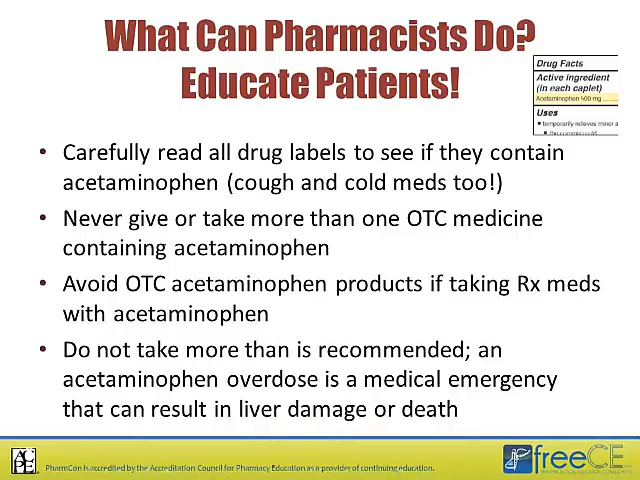 What Can Pharmacists Do?
Educate Patients!
Drug Facts
Active ingredient
(in each caplet)
Acetaminophen 500 mg
Uses
■ temporarily relieves minor a
• Carefully read all drug labels to see if they contain
acetaminophen (cough and cold meds too!)
• Never give or take more than one OTC medicine
containing acetaminophen
• Avoid OTC acetaminophen products if taking Rx meds
with acetaminophen
• Do not take more than is recommended; an
acetaminophen overdose is a medical emergency
that can result in liver damage or death
ACPE
PharmCon is accredited by the Accreditation Council for Pharmacy Education as a provider of continuing education.
freeCE